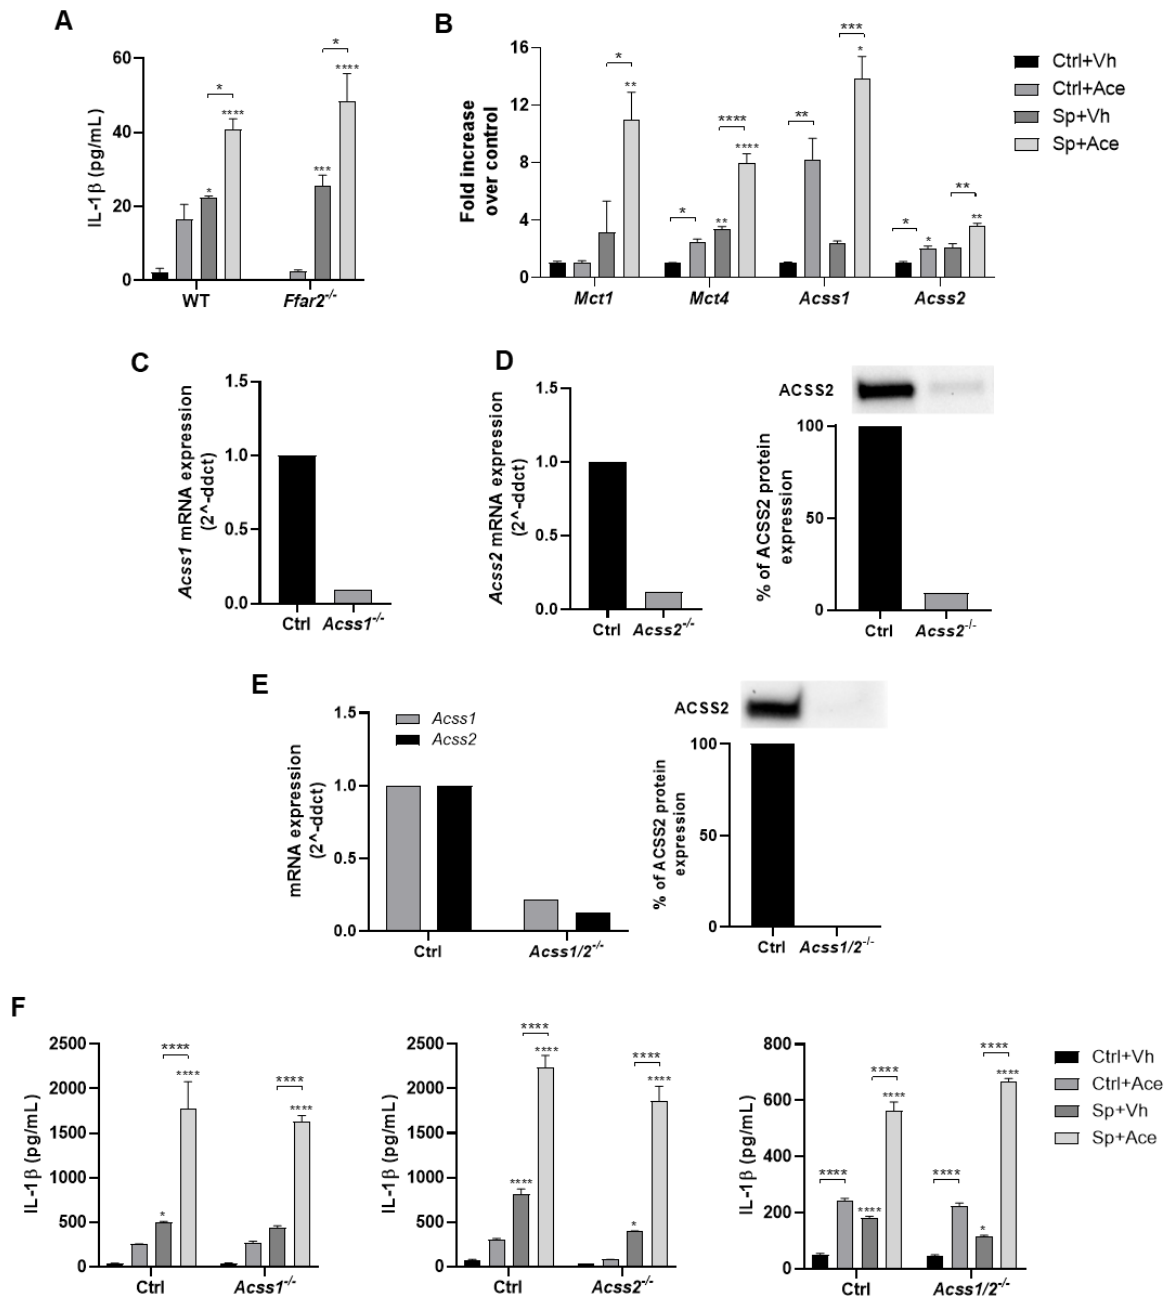 A
IL-1β (pg/mL)
60
40
20
0
*
****
*
*
****
***
WT
Ffar2-/-
B
Fold increase
over control
16
12
8
4
0
*
**
*
****
****
**
**
***
*
*
*
**
**
Mct1
Mct4
Acss1
Acss2
Ctrl+Vh
Ctrl+Ace
Sp+Vh
Sp+Ace
C
Acss1 mRNA expression
(2^-ddct)
1.5
1.0
0.5
0.0
Ctrl
Acss1-/-
D
Acss2 mRNA expression
(2^-ddct)
1.5
1.0
0.5
0.0
Ctrl
Acss2-/-
ACSS2
% of ACSS2 protein
expression
100
50
0
Ctrl
Acss2-/-
E
mRNA expression
(2^-ddct)
1.5
1.0
0.5
0.0
Acss1
Acss2
Ctrl
Acss1/2-/-
ACSS2
% of ACSS2 protein
expression
100
50
0
Ctrl
Acss1/2-/-
F
IL-1β (pg/mL)
2500
2000
1500
1000
500
0
****
****
*
****
****
Ctrl
Acss1-/-
IL-1β (pg/mL)
2500
2000
1500
1000
500
0
****
****
****
****
****
*
Ctrl
Acss2-/-
IL-1β (pg/mL)
800
600
400
200
0
****
****
****
****
****
****
****
*
Ctrl
Acss1/2-/-
Ctrl+Vh
Ctrl+Ace
Sp+Vh
Sp+Ace